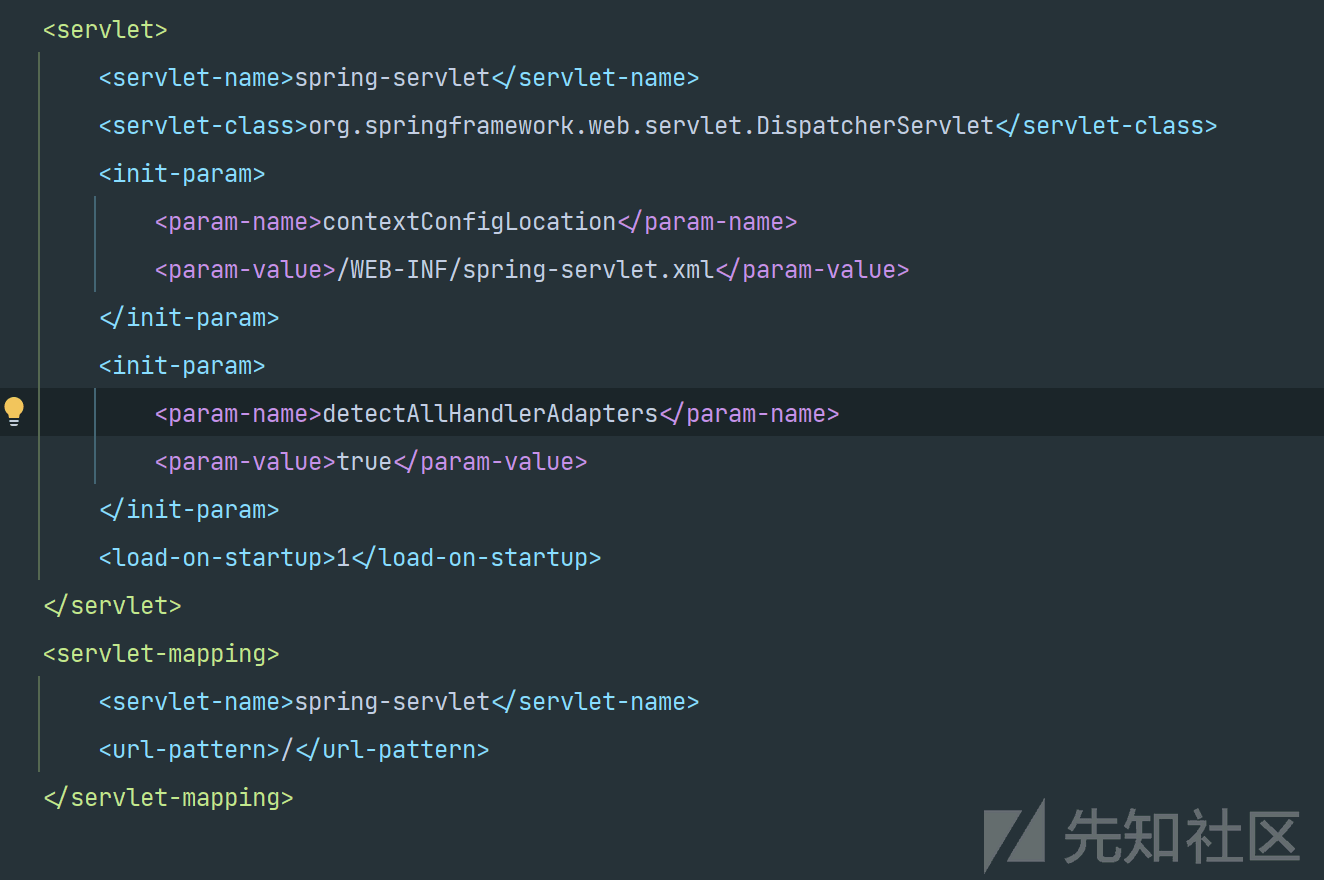 <servlet>
<servlet-name>spring-servlet</servlet-name>
<servlet-class>org.springframework.web.servlet.DispatcherServlet</servlet-class>
<init-param>
<param-name>contextConfigLocation</param-name>
<param-value>/WEB-INF/spring-servlet.xml</param-value>
</init-param>
<init-param>
<param-name>detectAllHandlerAdapters</param-name>
<param-value>true</param-value>
</init-param>
<load-on-startup>1</load-on-startup>
</servlet>
<servlet-mapping>
<servlet-name>spring-servlet</servlet-name>
<url-pattern>/</url-pattern>
</servlet-mapping>
先知社区